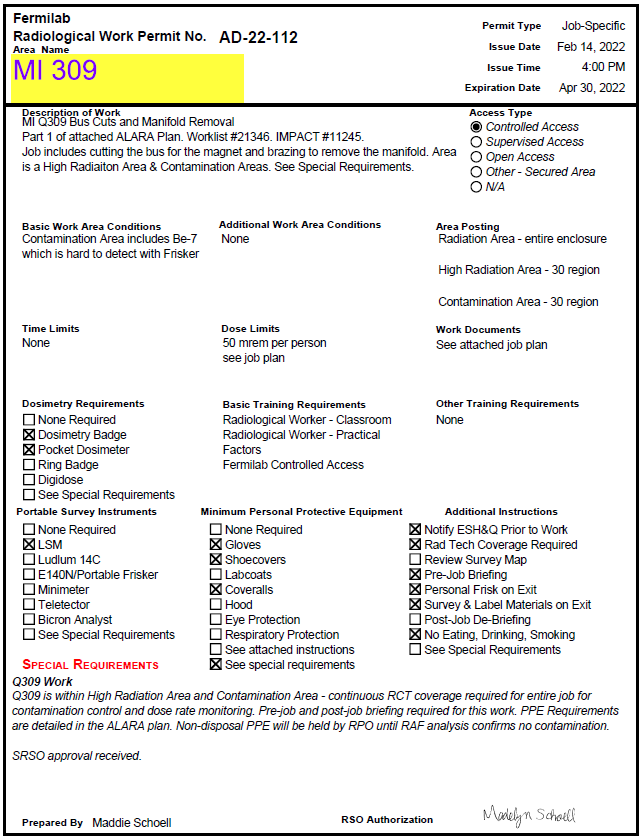 Fermilab
Radiological Work Permit No. AD-22-112
Area Name
MI 309
Permit Type Job-Specific
Issue Date Feb 14, 2022
Issue Time 4:00 PM
Expiration Date Apr 30, 2022
Description of Work
MI Q309 Bus Cuts and Manifold Removal
Part 1 of attached ALARA Plan. Worklist #21346. IMPACT #11245.
Job includes cutting the bus for the magnet and brazing to remove the manifold. Area
is a High Radiaiton Area & Contamination Areas. See Special Requirements.
Access Type
Controlled Access
Supervised Access
Open Access
Other - Secured Area
N/A
Basic Work Area Conditions
Contamination Area includes Be-7
which is hard to detect with Frisker
Additional Work Area Conditions
None
Area Posting
Radiation Area - entire enclosure
High Radiation Area - 30 region
Contamination Area - 30 region
Time Limits
None
Dose Limits
50 mrem per person
see job plan
Work Documents
See attached job plan
Dosimetry Requirements
None Required
Dosimetry Badge
Pocket Dosimeter
Ring Badge
Digidose
See Special Requirements
Basic Training Requirements
Radiological Worker - Classroom
Radiological Worker - Practical
Factors
Fermilab Controlled Access
Other Training Requirements
None
Portable Survey Instruments
None Required
LSM
Ludlum 14C
E140N/Portable Frisker
Minimeter
Teletector
Bicron Analyst
See Special Requirements
Minimum Personal Protective Equipment
None Required
Gloves
Shoecovers
Labcoats
Coveralls
Hood
Eye Protection
Respiratory Protection
See attached instructions
See special requirements
Additional Instructions
Notify ESH&Q Prior to Work
Rad Tech Coverage Required
Review Survey Map
Pre-Job Briefing
Personal Frisk on Exit
Survey & Label Materials on Exit
Post-Job De-Briefing
No Eating, Drinking, Smoking
See Special Requirements
SPECIAL REQUIREMENTS
Q309 Work
Q309 is within High Radiation Area and Contamination Area - continuous RCT coverage required for entire job for
contamination control and dose rate monitoring. Pre-job and post-job briefing required for this work. PPE Requirements
are detailed in the ALARA plan. Non-disposal PPE will be held by RPO until RAF analysis confirms no contamination.
SRSO approval received.
Prepared By Maddie Schoell
RSO Authorization Madelyn Schoell